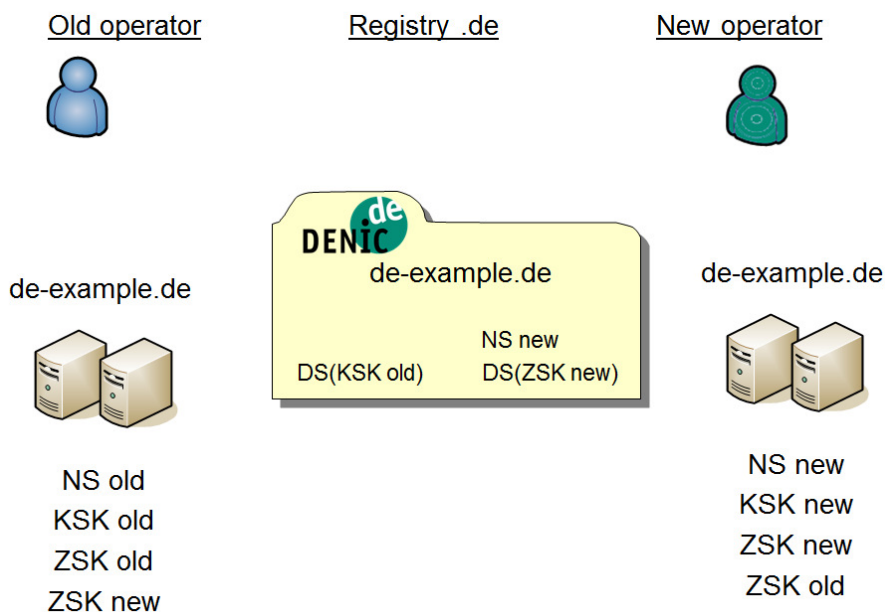 Old operator
Registry .de
New operator
de
DENIC
de-example.de
NS new
DS(KSK old) DS(ZSK new)
de-example.de
NS old
KSK old
ZSK old
ZSK new
de-example.de
NS new
KSK new
ZSK new
ZSK old